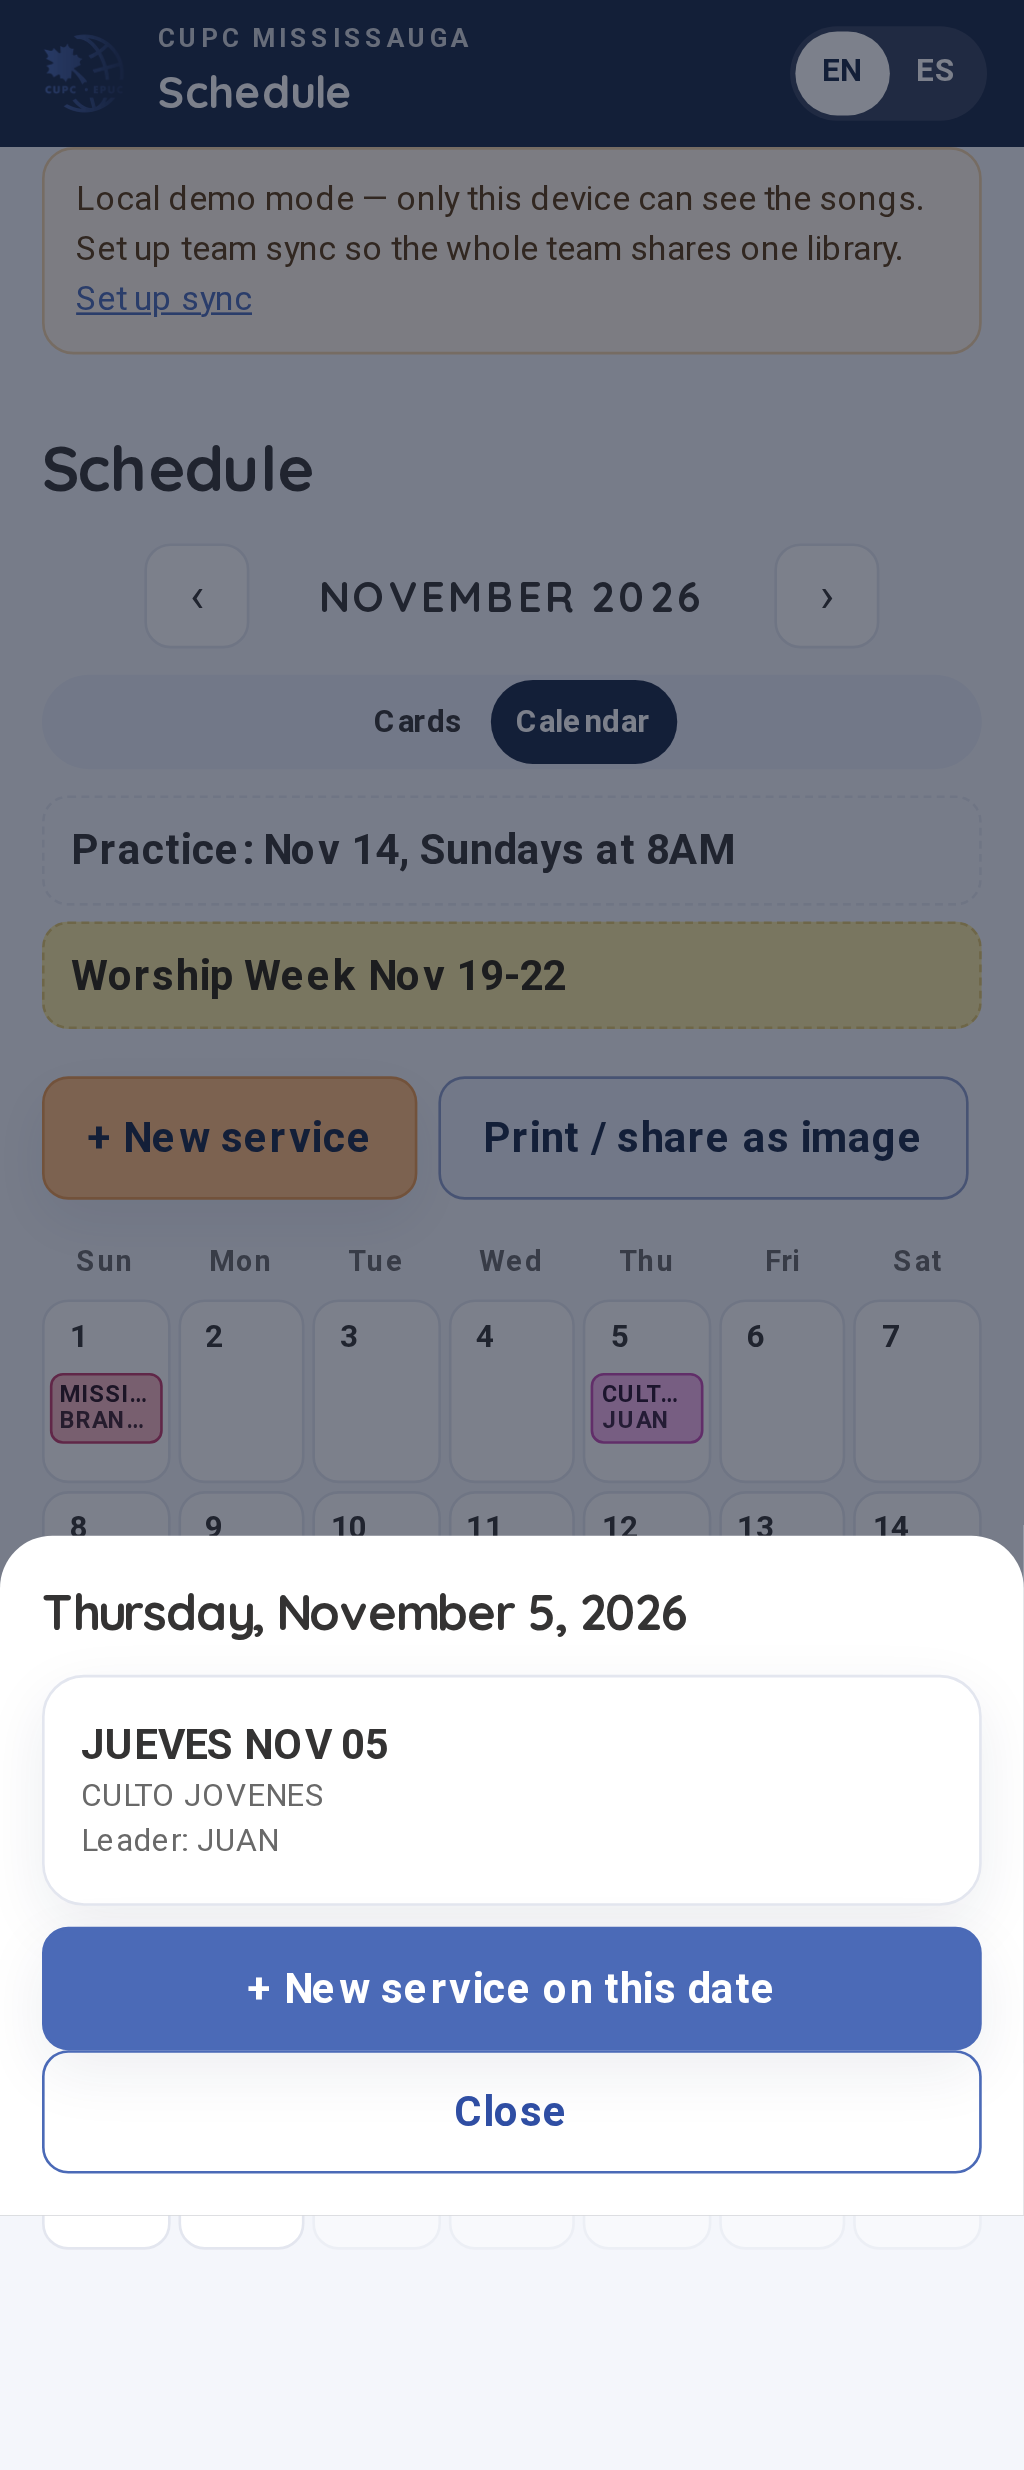 CUPC MISSISSAUGA
Schedule
EN ES
CUPC
Local demo mode — only this device can see the songs.
Set up team sync so the whole team shares one library.
Set up sync
Schedule
‹ NOVEMBER 2026 ›
Cards Calendar
Practice: Nov 14, Sundays at 8AM
Worship Week Nov 19-22
+ New service
Print / share as image
Sun Mon Tue Wed Thu Fri Sat
1 2 3 4 5 6 7
MISSI... CULT...
BRAN... JUAN
8 9 10 11 12 13 14
Thursday, November 5, 2026
JUEVES NOV 05
CULTO JOVENES
Leader: JUAN
+ New service on this date
Close